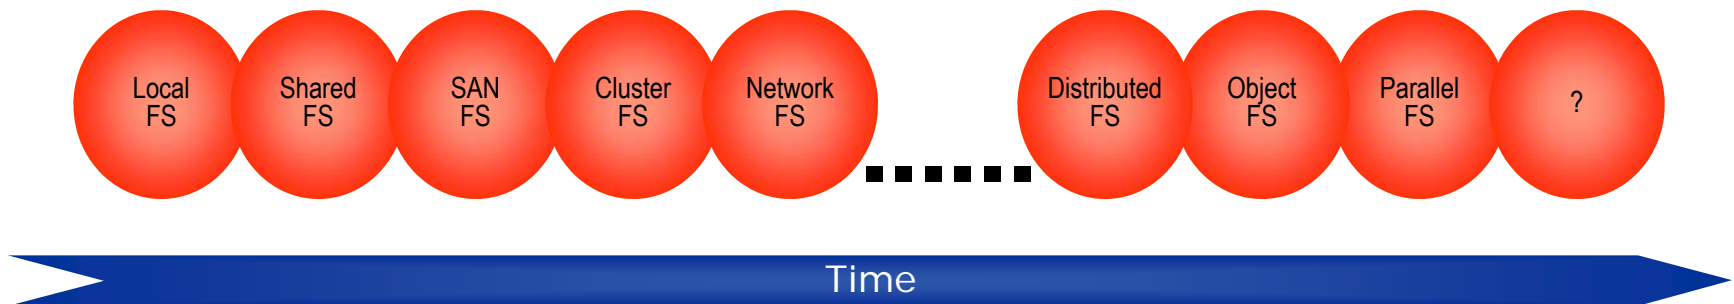 Local
FS
Shared
FS
SAN
FS
Cluster
FS
Network
FS
Distributed
FS
Object
FS
Parallel
FS
?
Time